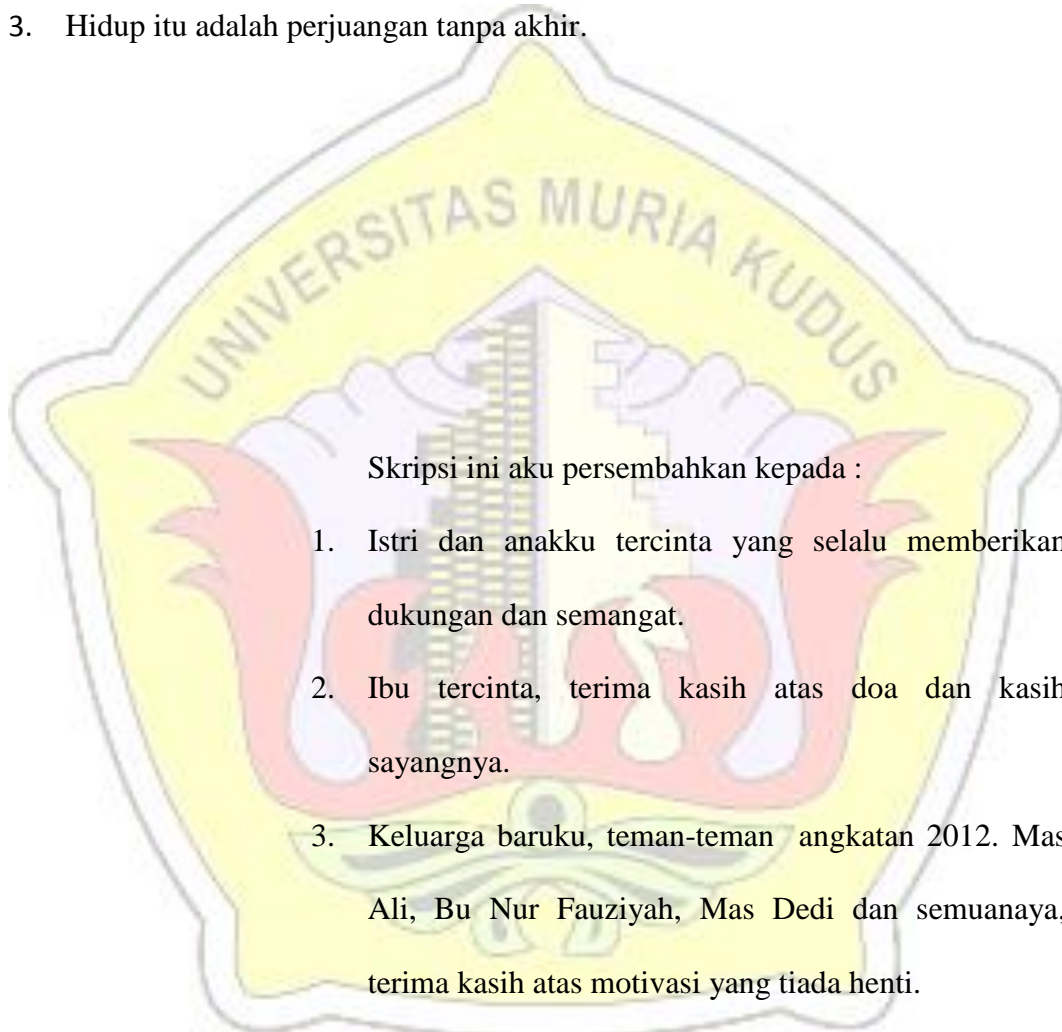 3. Hidup itu adalah perjuangan tanpa akhir.
UNIVERSITAS MURIA KUDUS
Skripsi ini aku persembahkan kepada :
1. Istri dan anakku tercinta yang selalu memberikan
dukungan dan semangat.
2. Ibu tercinta, terima kasih atas doa dan kasih
sayangnya.
3. Keluarga baruku, teman-teman angkatan 2012. Mas
Ali, Bu Nur Fauziyah, Mas Dedi dan semuanaya,
terima kasih atas motivasi yang tiada henti.